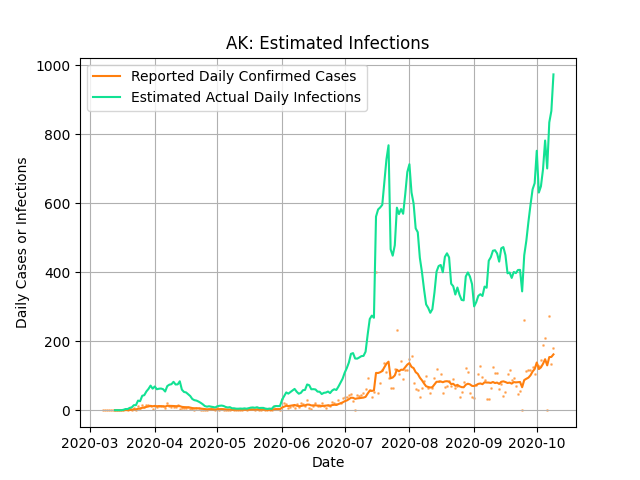 AK: Estimated Infections
Reported Daily Confirmed Cases
Estimated Actual Daily Infections
Daily Cases or Infections
1000
800
600
400
200
0
2020-03 2020-04 2020-05 2020-06 2020-07 2020-08 2020-09 2020-10
Date